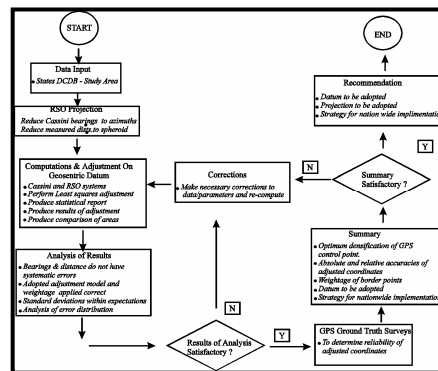 START
Data Input
States DCDB - Study Area
RSO Projection
Reduce Cassini bearings to azimuths
Reduce measured dists to spheroid
Computations & Adjustment On
Geosentric Datum
Cassini and RSO systems
Perform Least squares adjustment
Produce statistical report
Produce results of adjustment
Produce comparison of areas
Analysis of Results
Bearings & distance do not have
systematic errors
Adopted adjustment model and
weightage applied correct
Standard deviations within expectations
Analysis of error distribution
Results of Analysis
Satisfactory ?
N
Y
Corrections
Make necessary corrections to
data/parameters and re-compute
GPS Ground Truth Surveys
To determine reliability of
adjusted coordinates
Summary
Optimum densification of GPS
control point.
Absolute and relative accuracies of
adjusted coordinates
Weightage of border points
Datum to be adopted
Strategy for nationwide implementation
Summary
Satisfactory ?
N
Y
Recommendation
Datum to be adopted
Projection to be adopted
Strategy for nation wide implimentation
END